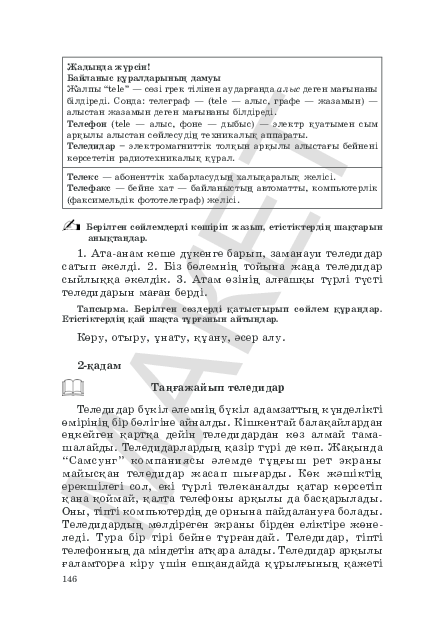 Жадыңда жүрсін!
Байланыс құралдарының дамуы
Жалпы “tele” — сөзі грек тілінен аударғанда алыс деген мағынаны
білдіреді. Сонда: телеграф — (tele — алыс, графе — жазамын) —
алыстан жазамын деген мағынаны білдіреді.
Телефон (tele — алыс, фоне — дыбыс) — электр қуатымен сым
арқылы алыстан сөйлесудің техникалық аппараты.
Теледидар – электромагниттік толқын арқылы алыстағы бейнені
көрсететін радиотехникалық құрал.
Телекс — абоненттік хабарласудың халықаралық желісі.
Телефакс — бейне хат — байланыстың автоматты, компьютерлік
(факсимельдік фототелеграф) желісі.
Берілген сөйлемдерді көшіріп жазып, етістіктердің шақтарын
анықтаңдар.
1. Ата-анам кеше дүкенге барып, заманауи теледидар
сатып әкелді. 2. Біз бөлемнің тойына жаңа теледидар
сыйлыққа әкелдік. 3. Атам өзінің алғашқы түрлі түсті
теледидарын маған берді.
Тапсырма. Берілген сөздерді қатыстырып сөйлем құраңдар.
Етістіктердің қай шақта тұрғанын айтыңдар.
Көру, отыру, ұнату, қуану, әсер алу.
2-қадам
Таңғажайып теледидар
Теледидар бүкіл әлемнің бүкіл адамзаттың күнделікті
өмірінің бір бөлігіне айналды. Кішкентай балақайлардан
еңкейген қартқа дейін теледидардан көз алмай тама-
шалайды. Теледидарлардың қазір түрі де көп. Жақында
“Самсунг” компаниясы әлемде тұңғыш рет экраны
майысқан теледидар жасап шығарды. Көк жәшіктің
ерекшелігі сол, екі түрлі телеканалды қатар көрсетіп
қана қоймай, қалта телефоны арқылы да басқарылады.
Оны, тіпті компьютердің де орнына пайдалануға болады.
Теледидардың мөлдіреген экраны бірден еліктіре жөне-
леді. Тура бір тірі бейне тұрғандай. Теледидар, тіпті
телефонның да міндетін атқара алады. Теледидар арқылы
ғаламторға кіру үшін ешқандайда құрылғының қажеті
146
МАКЕТ